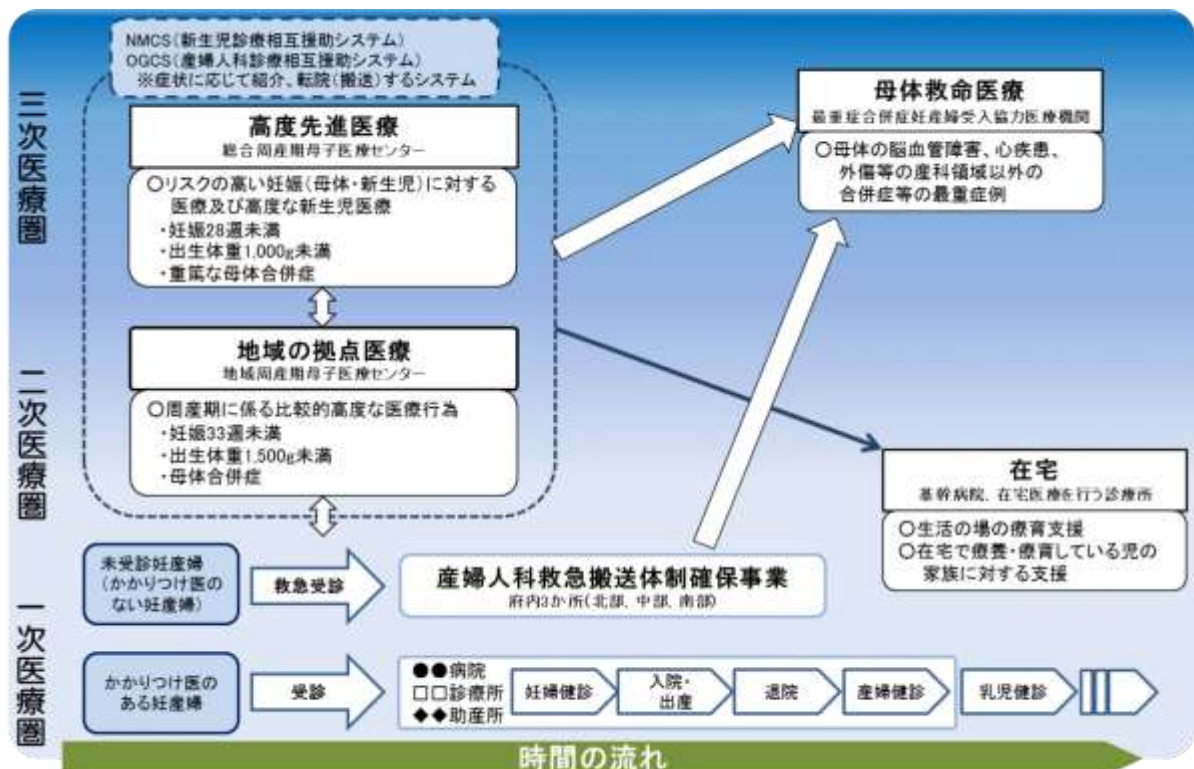 NMCS(新生児診療相互援助システム)
OGCS(産婦人科診療相互援助システム)
※症状に応じて紹介、転院(搬送)するシステム
三次医療圏
高度先進医療
総合周産期母子医療センター
○リスクの高い妊娠(母体・新生児)に対する
医療及び高度な新生児医療
・妊娠28週未満
・出生体重1,000g未満
・重篤な母体合併症
母体救命医療
最重症合併症妊産婦受入協力医療機関
○母体の脳血管障害、心疾患、
外傷等の産科領域以外の
合併症等の最重症例
二次医療圏
地域の拠点医療
地域周産期母子医療センター
○周産期に係る比較的高度な医療行為
・妊娠33週未満
・出生体重1,500g未満
・母体合併症
在宅
基幹病院、在宅医療を行う診療所
○生活の場の療育支援
○在宅で療養・療育している児の
家族に対する支援
一次医療圏
未受診妊産婦
(かかりつけ医の
ない妊産婦)
救急受診
産婦人科救急搬送体制確保事業
府内3か所(北部、中部、南部)
かかりつけ医の
ある妊産婦
受診
●●病院
□□診療所
◆◆助産所
妊婦健診
入院・
出産
退院
産婦健診
乳児健診
時間の流れ